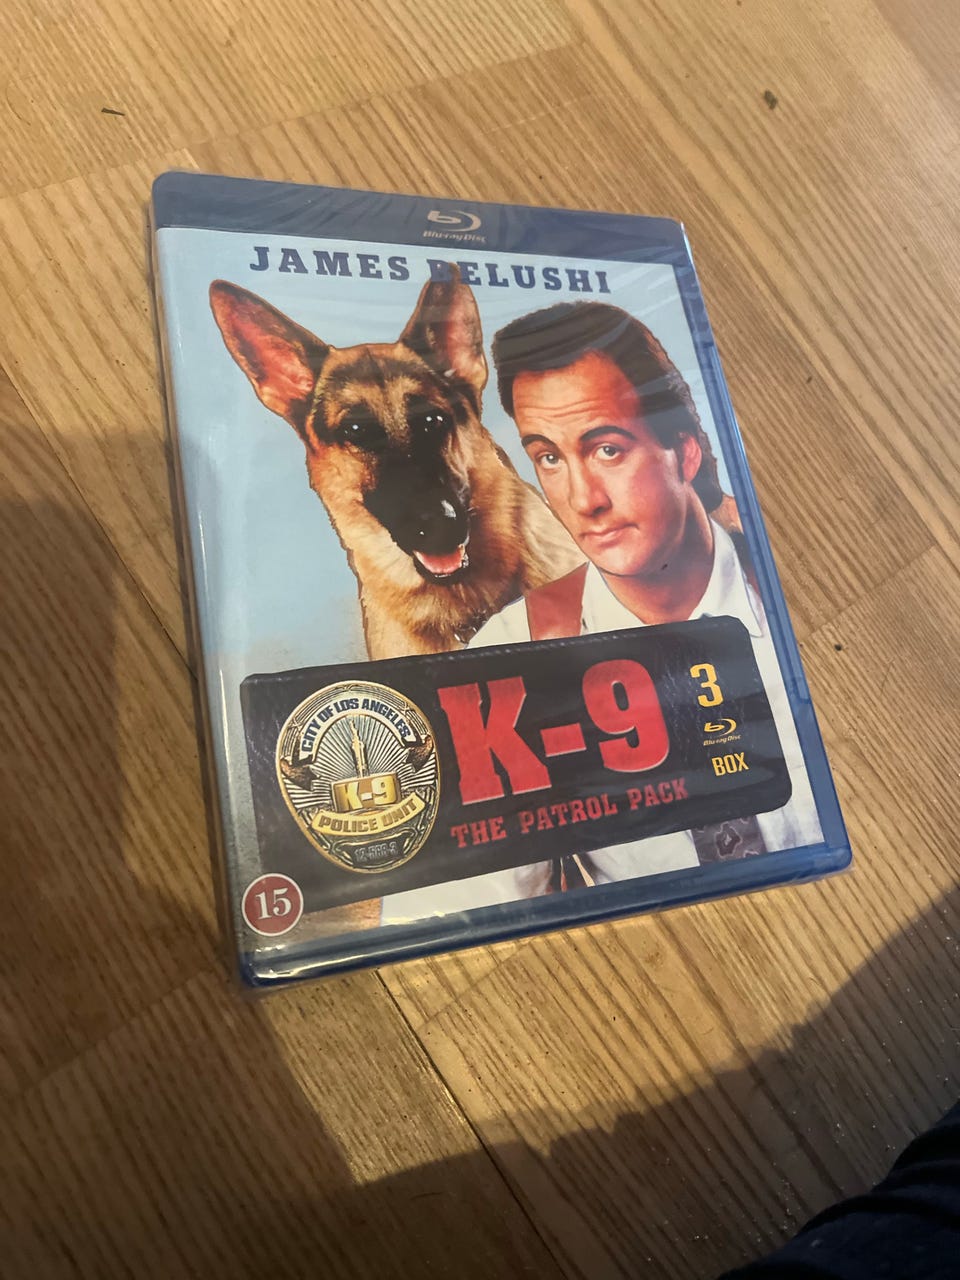 Blu-ray Disc
JAMES BELUSHI
CITY OF LOS ANGELES
K-9
POLICE UNIT
K-9
THE PATROL PACK
3
Blu-ray Disc
BOX
15